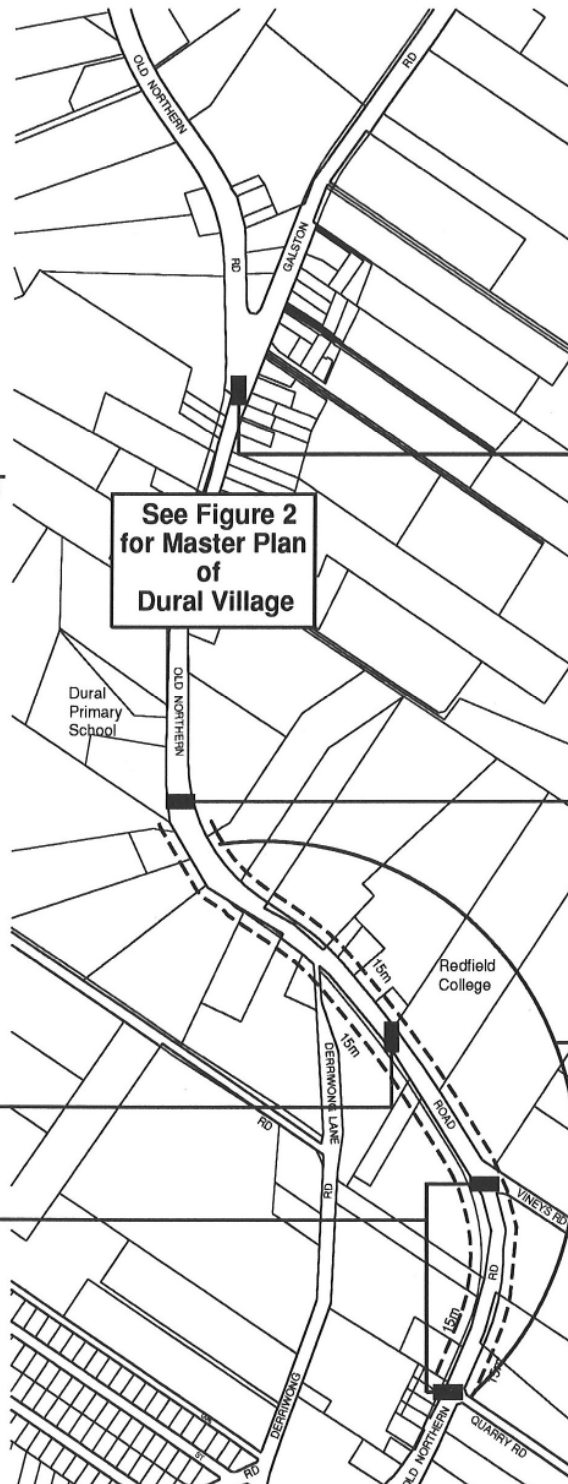 OLD NORTHERN
RD
RD
GALSTON
See Figure 2
for Master Plan
of
Dural Village
Dural
Primary
School
OLD NORTHERN
Redfield
College
15m
15m
DERRIWONG LANE
ROAD
RD
RD
VINEYS RD
RD
15m
15m
DERRIWONG
QUARRY RD
OLD NORTHERN
ST
RD